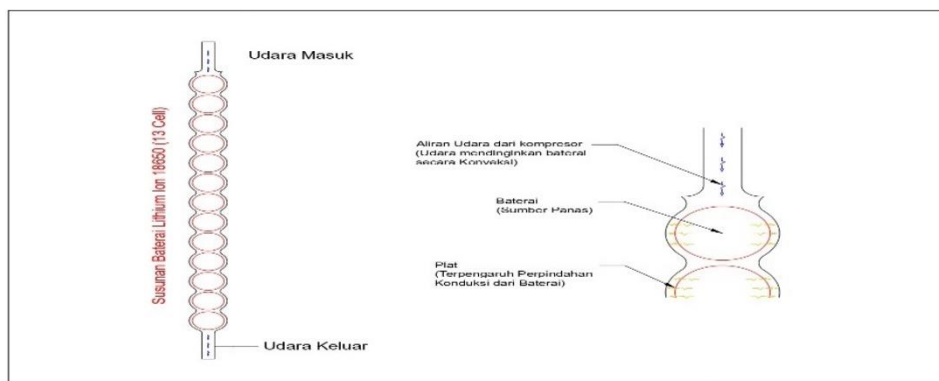 Udara Masuk
Susunan Baterai Lithium Ion 18650 (13 Cell)
Udara Keluar
Aliran Udara dari kompresor
(Udara mendinginkan baterai
secara Konveksi)
Baterai
(Sumber Panas)
Plat
(Terpengaruh Perpindahan
Konduksi dari Baterai)